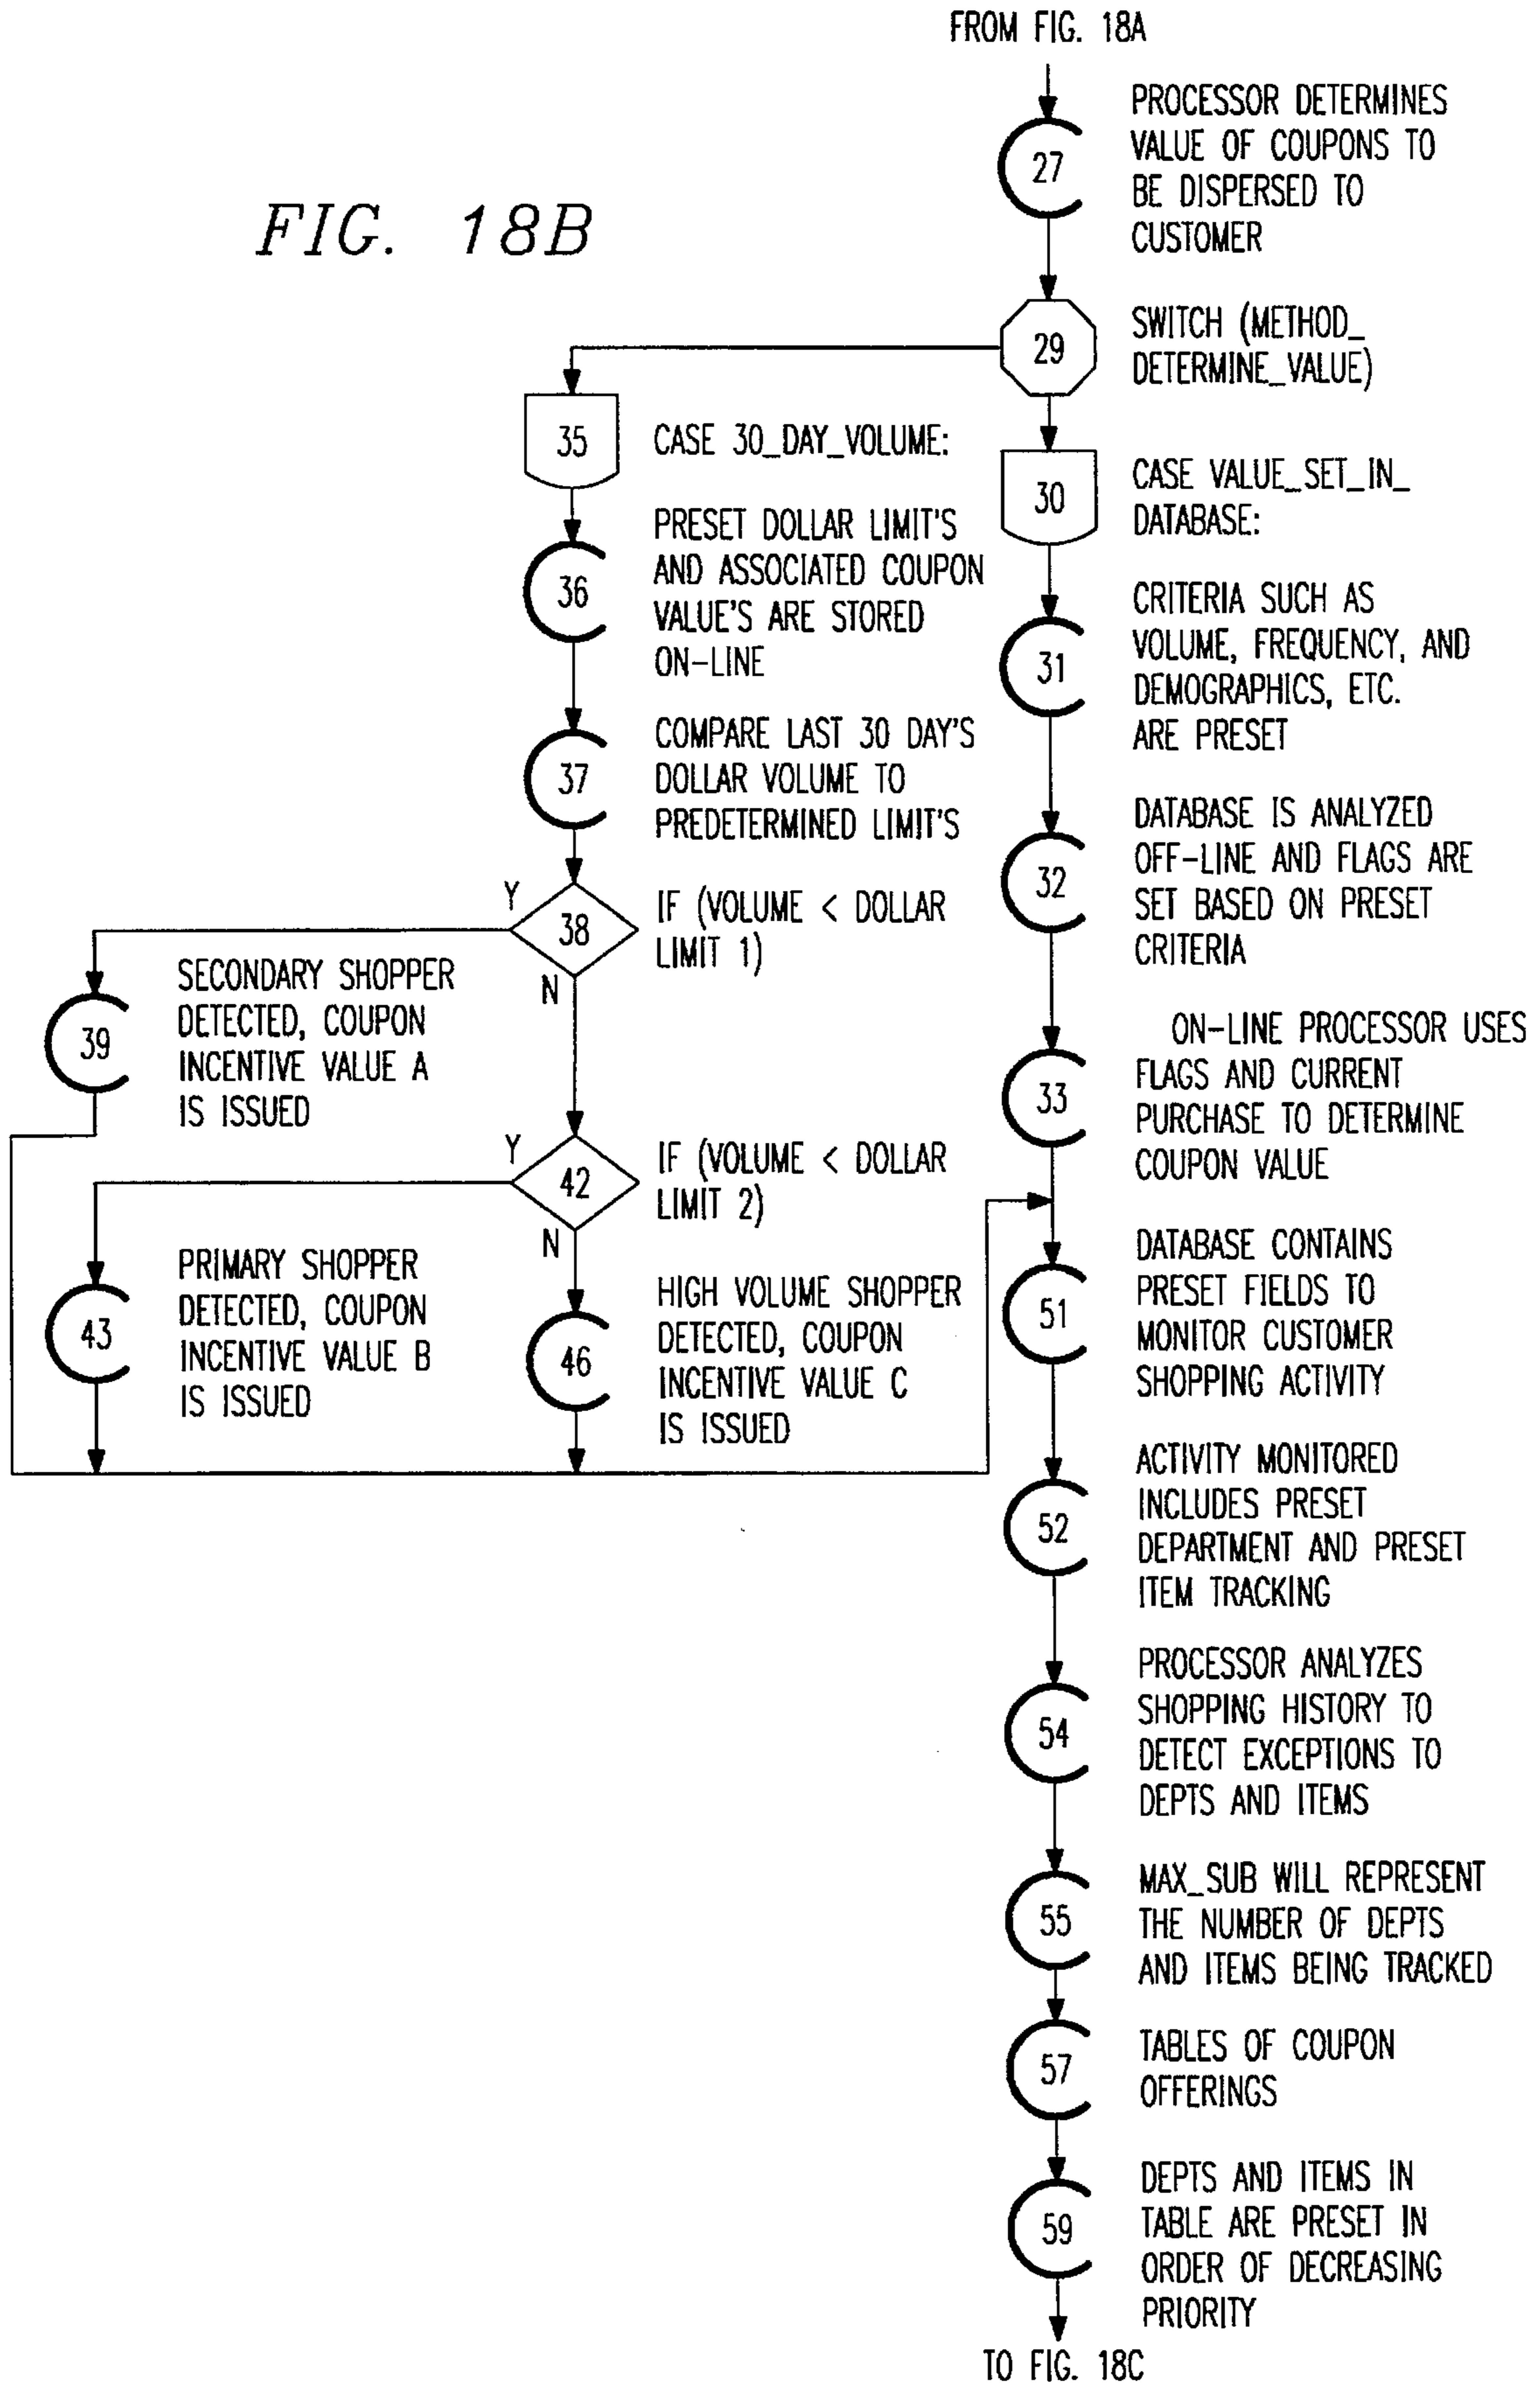 FROM FIG. 18A
27
PROCESSOR DETERMINES
VALUE OF COUPONS TO
BE DISPERSED TO
CUSTOMER
FIG. 18B
29
SWITCH (METHOD_
DETERMINE_VALUE)
35
CASE 30_DAY_VOLUME:
30
CASE VALUE_SET_IN_
DATABASE:
36
PRESET DOLLAR LIMIT'S
AND ASSOCIATED COUPON
VALUE'S ARE STORED
ON-LINE
31
CRITERIA SUCH AS
VOLUME, FREQUENCY, AND
DEMOGRAPHICS, ETC.
ARE PRESET
37
COMPARE LAST 30 DAY'S
DOLLAR VOLUME TO
PREDETERMINED LIMIT'S
32
DATABASE IS ANALYZED
OFF-LINE AND FLAGS ARE
SET BASED ON PRESET
CRITERIA
Y
38
N
IF (VOLUME < DOLLAR
LIMIT 1)
39
SECONDARY SHOPPER
DETECTED, COUPON
INCENTIVE VALUE A
IS ISSUED
33
ON-LINE PROCESSOR USES
FLAGS AND CURRENT
PURCHASE TO DETERMINE
COUPON VALUE
Y
42
N
IF (VOLUME < DOLLAR
LIMIT 2)
43
PRIMARY SHOPPER
DETECTED, COUPON
INCENTIVE VALUE B
IS ISSUED
46
HIGH VOLUME SHOPPER
DETECTED, COUPON
INCENTIVE VALUE C
IS ISSUED
51
DATABASE CONTAINS
PRESET FIELDS TO
MONITOR CUSTOMER
SHOPPING ACTIVITY
52
ACTIVITY MONITORED
INCLUDES PRESET
DEPARTMENT AND PRESET
ITEM TRACKING
54
PROCESSOR ANALYZES
SHOPPING HISTORY TO
DETECT EXCEPTIONS TO
DEPTS AND ITEMS
55
MAX_SUB WILL REPRESENT
THE NUMBER OF DEPTS
AND ITEMS BEING TRACKED
57
TABLES OF COUPON
OFFERINGS
59
DEPTS AND ITEMS IN
TABLE ARE PRESET IN
ORDER OF DECREASING
PRIORITY
TO FIG. 18C